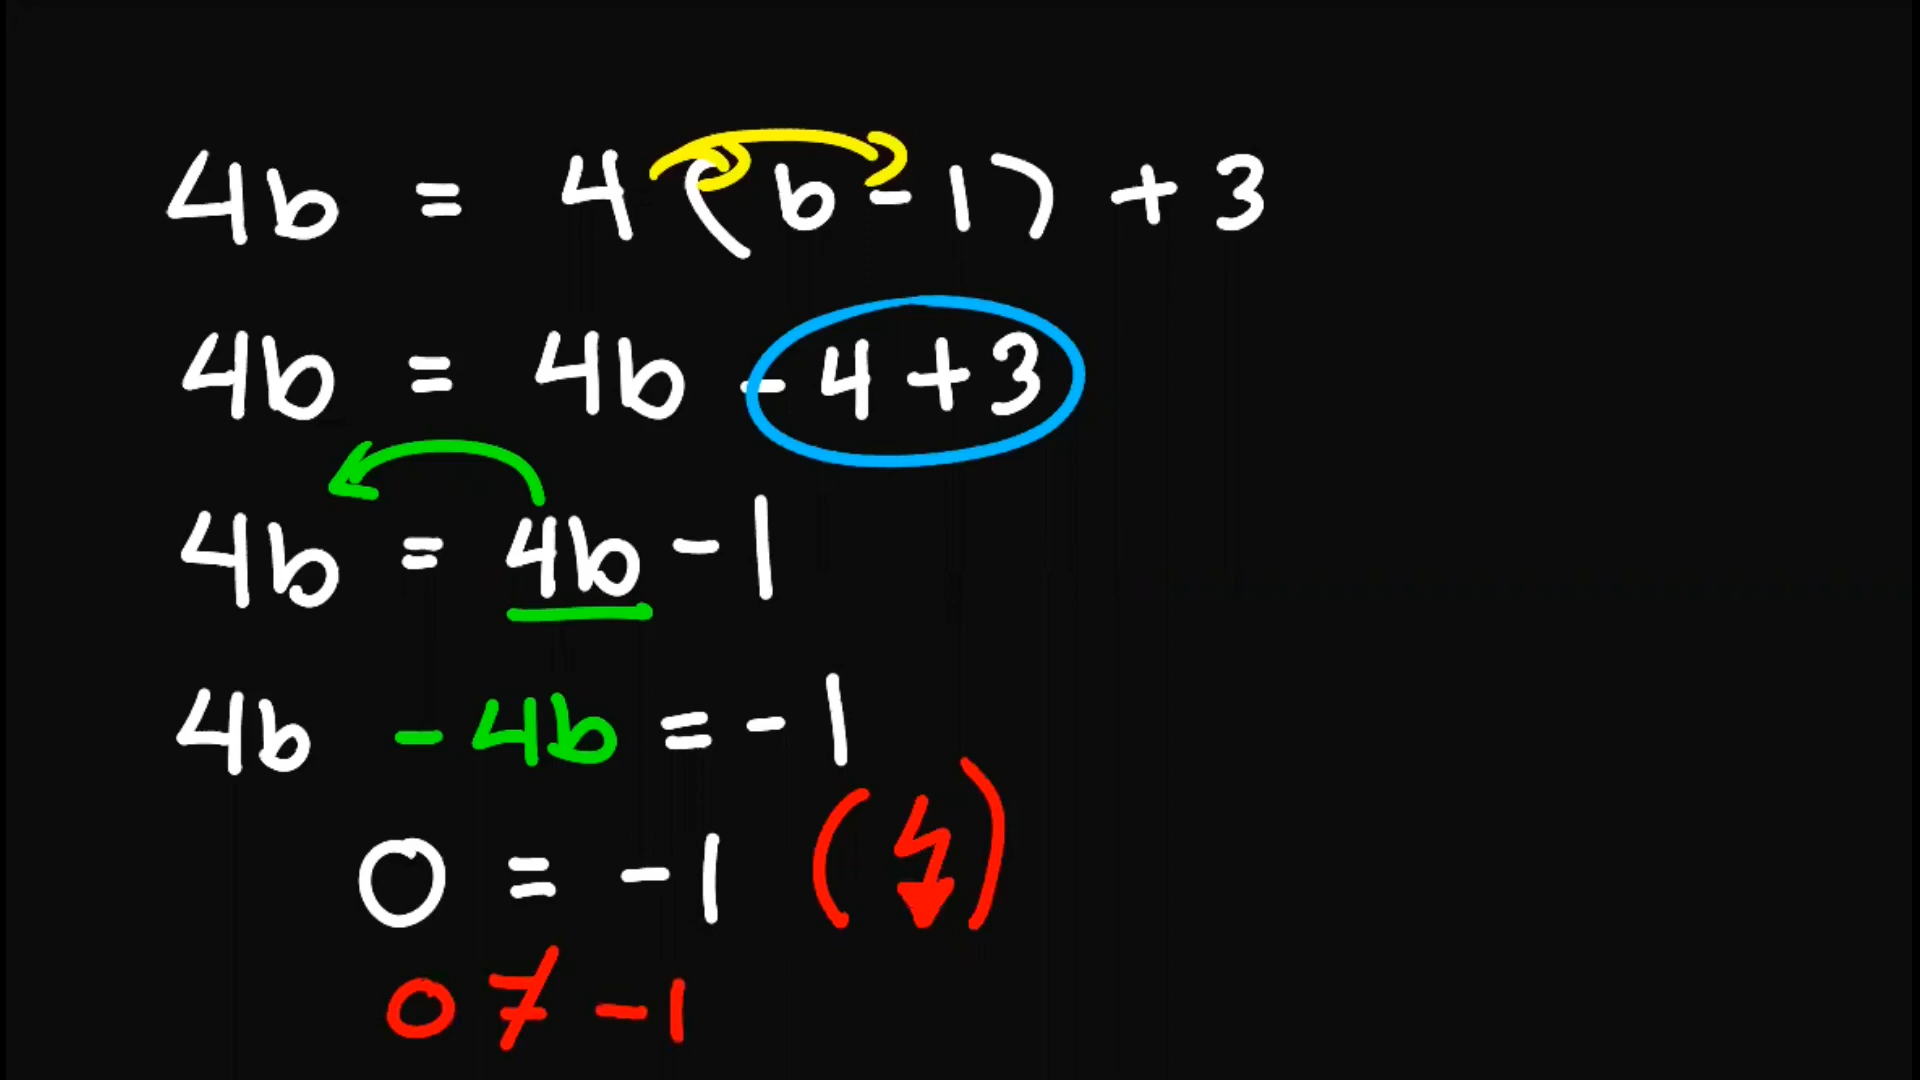 4b = 4(b - 1) + 3
4b = 4b - 4 + 3
4b = 4b - 1
4b - 4b = - 1
0 = - 1 (↯)
0 ≠ - 1